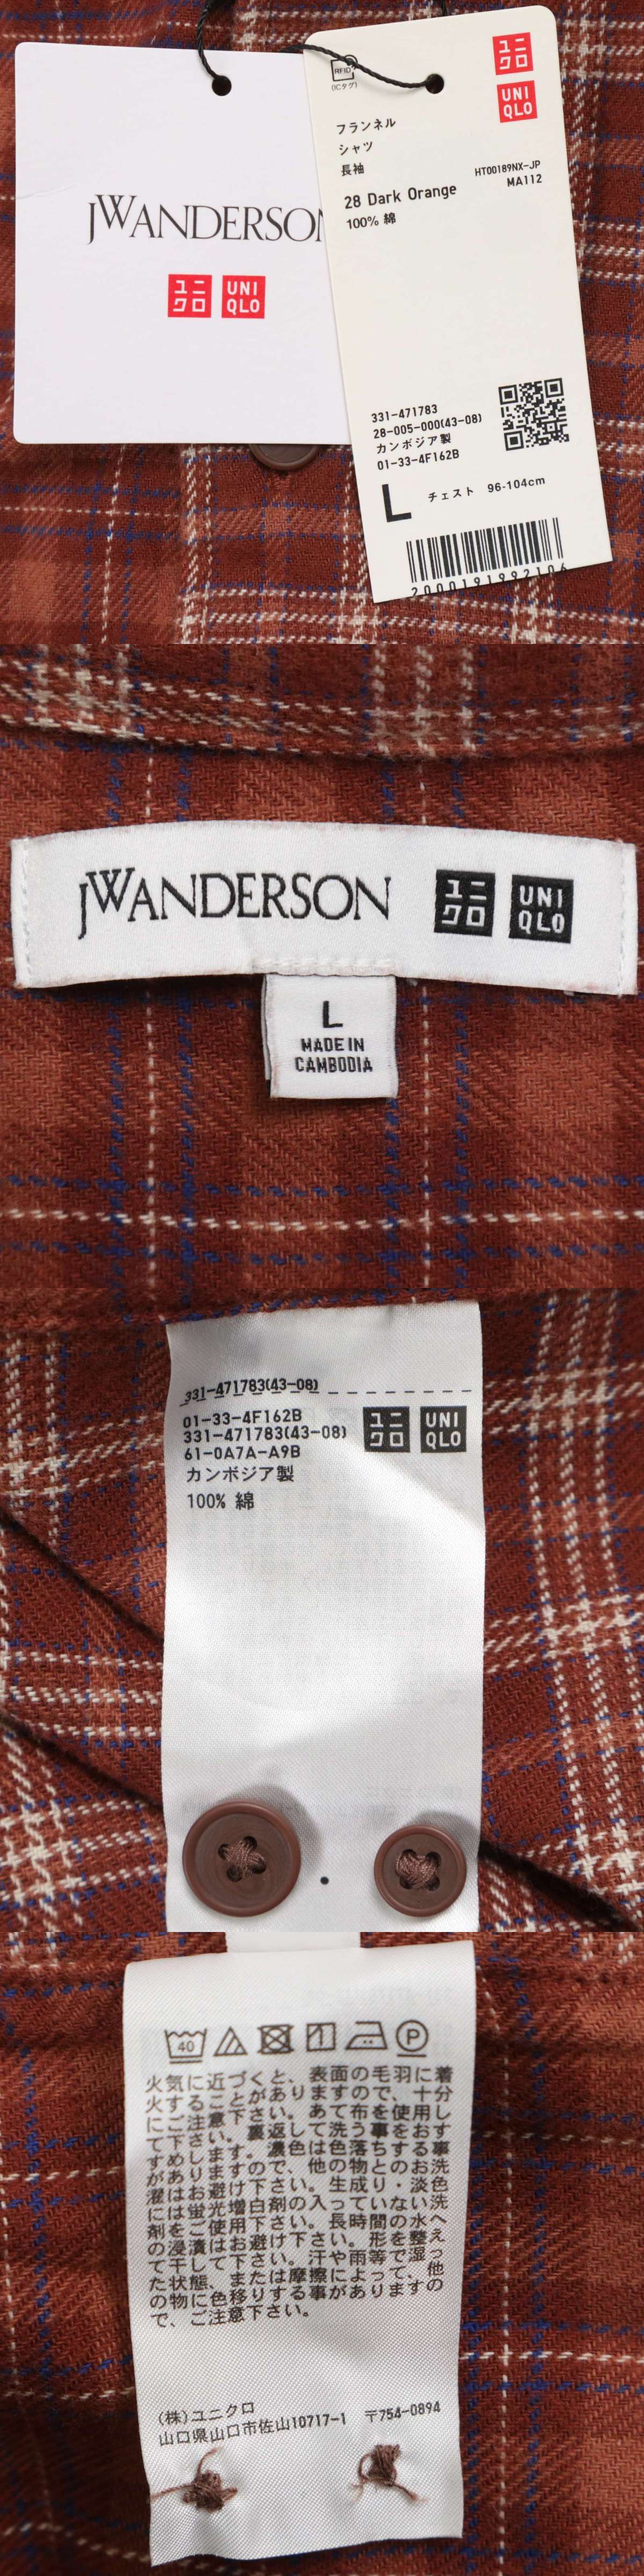 JWANDERSON
ユニクロ
UNIQLO
RFID
(ICタグ)
ユニクロ
UNIQLO
フランネル
シャツ
長袖
HT00189NX-JP
MA112
28 Dark Orange
100% 綿
331-471783
28-005-000(43-08)
カンボジア製
01-33-4F162B
L チェスト 96-104cm
2000191992106
JWANDERSON ユニクロ UNIQLO
L
MADE IN
CAMBODIA
331-471783(43-08)
01-33-4F162B
331-471783(43-08)
61-0A7A-A9B
カンボジア製
100% 綿
ユニクロ UNIQLO
40 1 P
火気に近づくと、表面の毛羽に着
火することがありますので、十分
にご注意下さい。あて布を使用し
て下さい。裏返して洗う事をおす
すめします。濃色は色落ちする事
がありますので、他の物とのお洗
濯はお避け下さい。生成り・淡色
には蛍光増白剤の入っていない洗
剤をご使用下さい。長時間の水へ
の浸漬はお避け下さい。形を整え
て干して下さい。汗や雨等で湿っ
た状態、または摩擦によって、他
の物に色移りする事がありますの
で、ご注意下さい。
(株)ユニクロ
山口県山口市佐山10717-1 〒754-0894